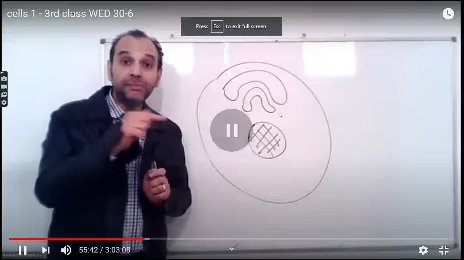 cells 1 - 3rd class WED 30-6
Press Esc to exit full screen
55:42 / 3:03:08